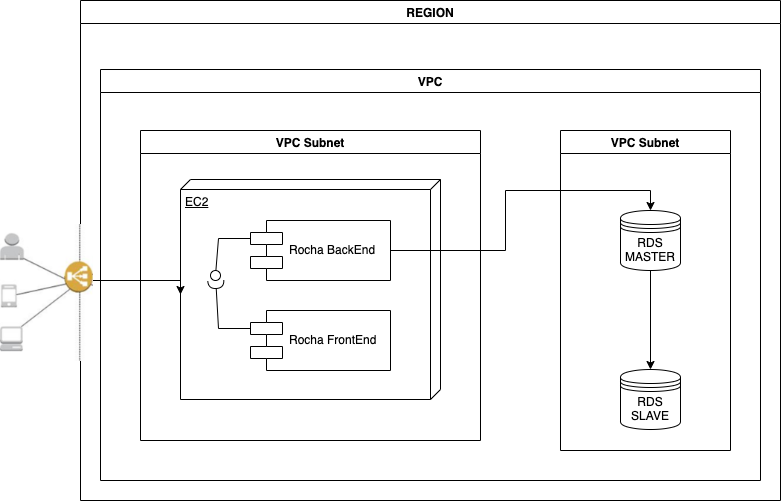 REGION
VPC
VPC Subnet
VPC Subnet
EC2
Rocha BackEnd
RDS
MASTER
Rocha FrontEnd
RDS
SLAVE